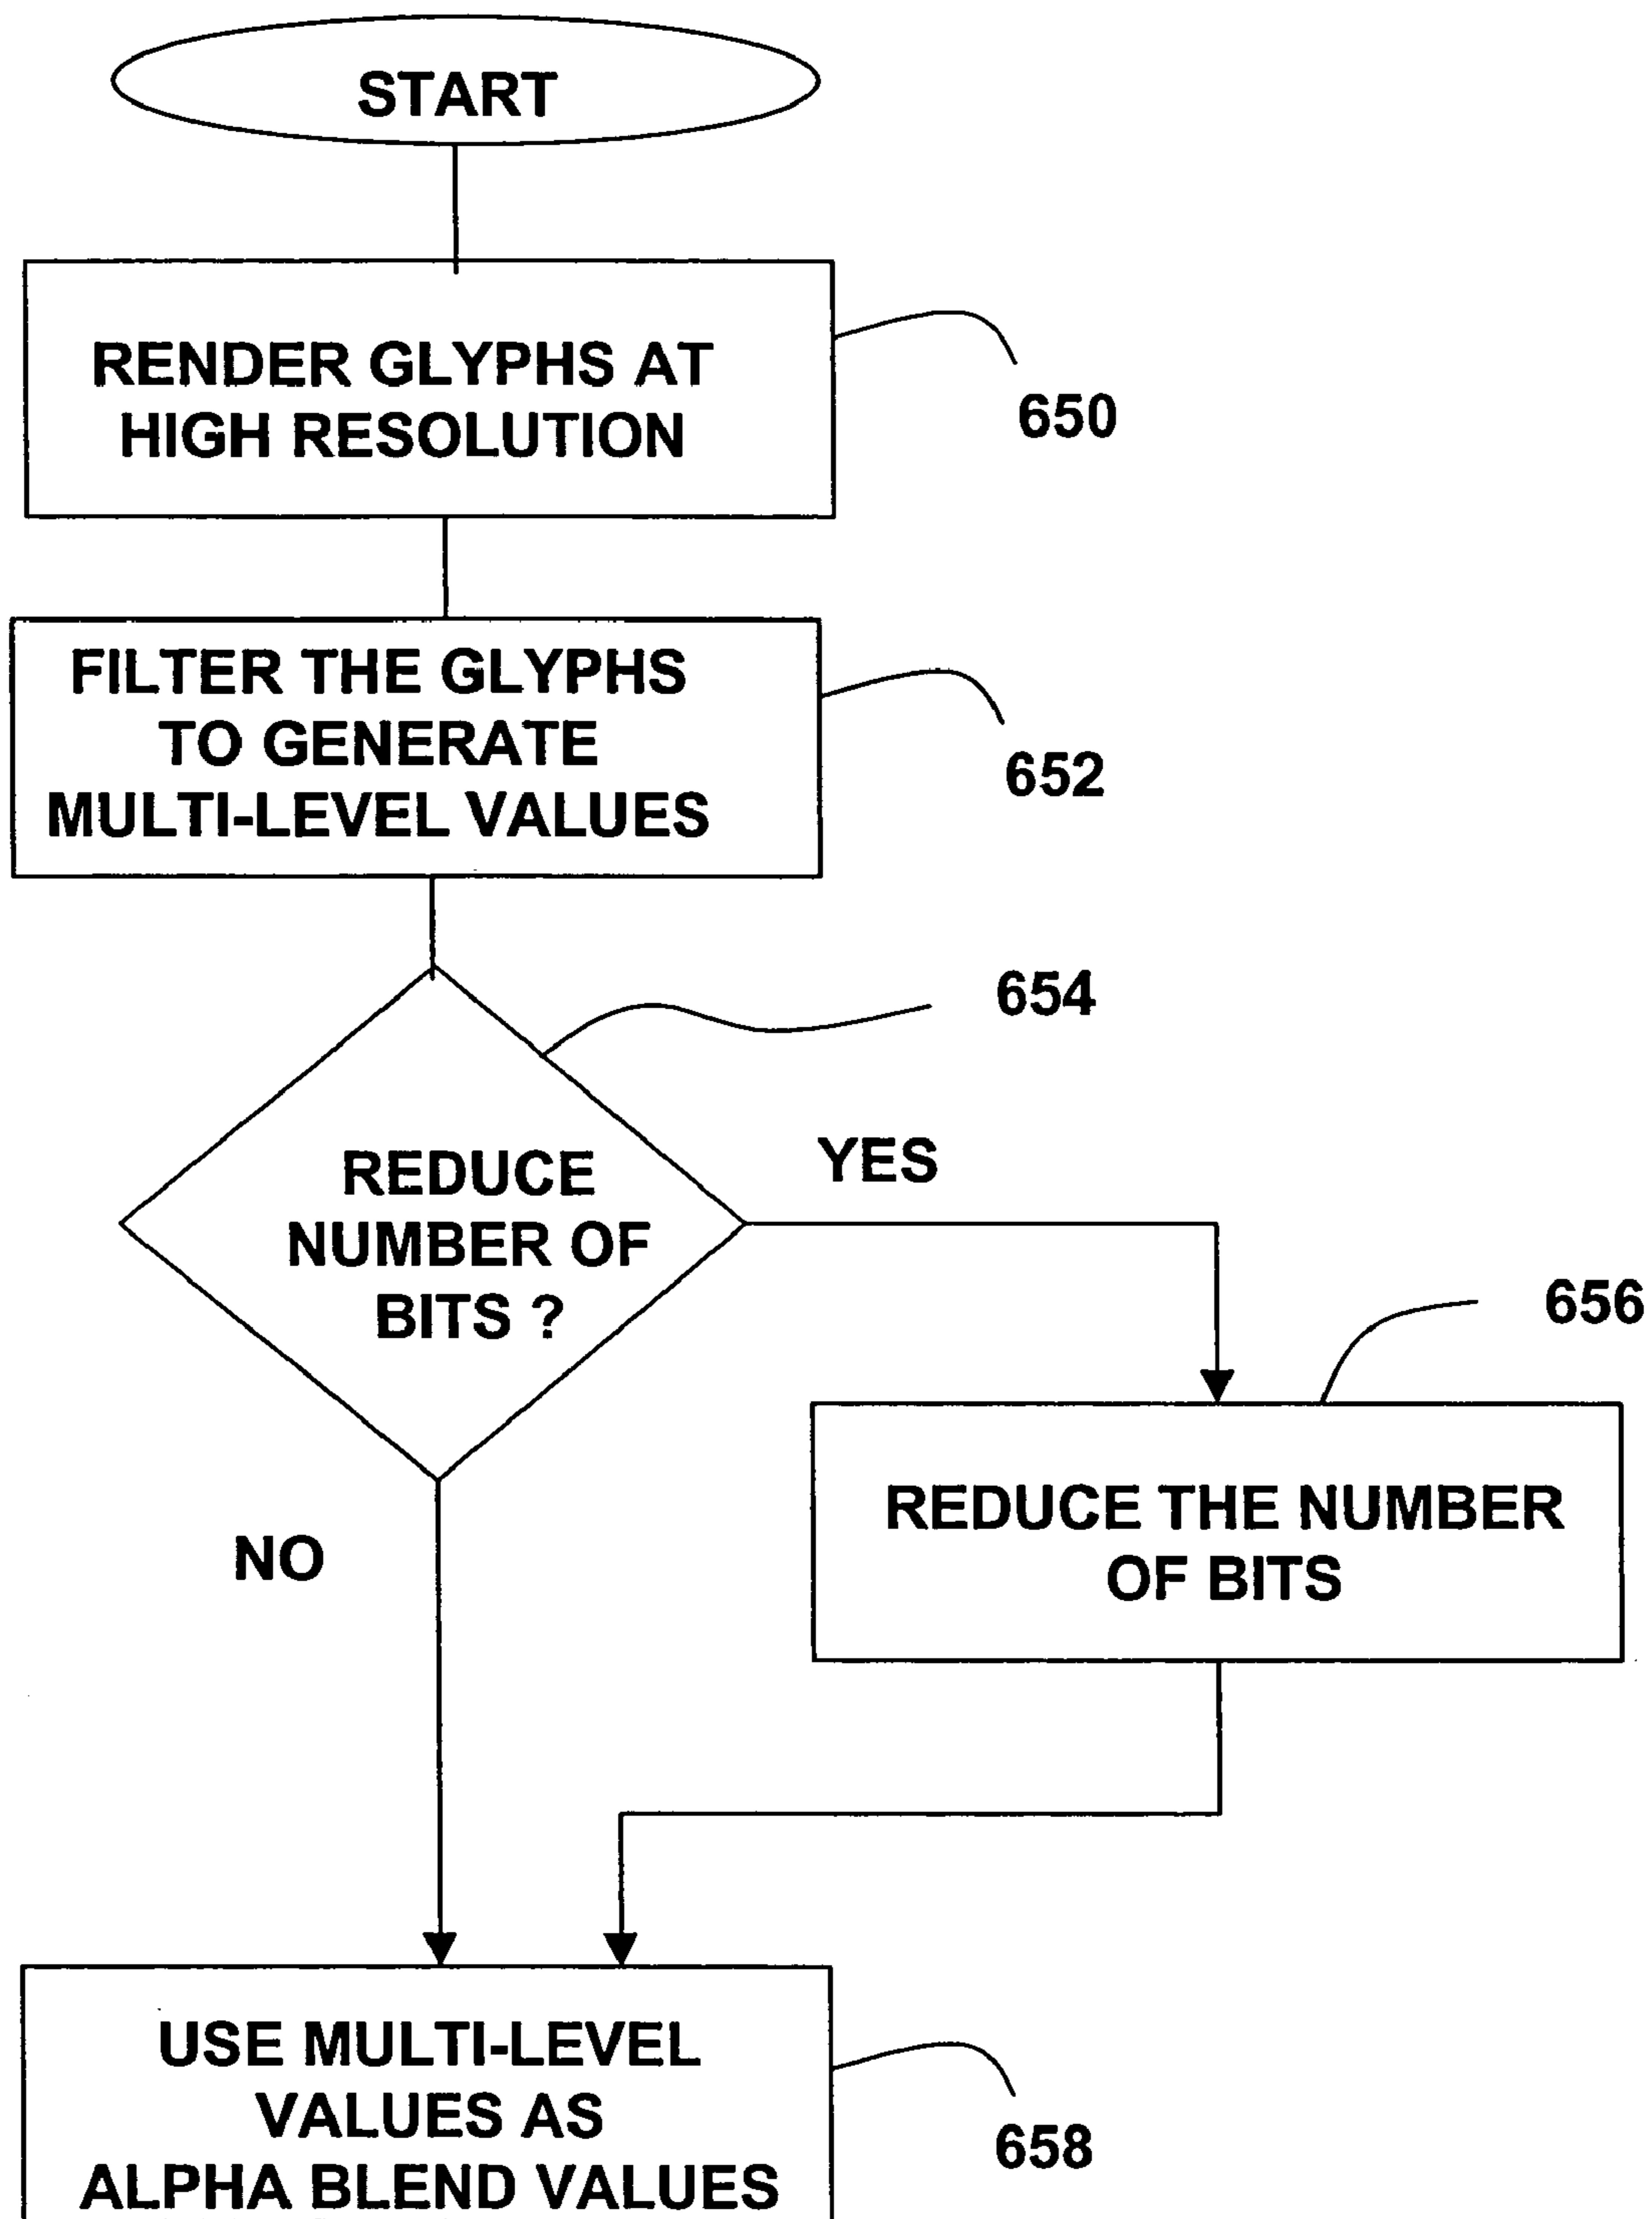 START
RENDER GLYPHS AT
HIGH RESOLUTION
650
FILTER THE GLYPHS
TO GENERATE
MULTI-LEVEL VALUES
652
654
REDUCE
NUMBER OF
BITS ?
YES
656
REDUCE THE NUMBER
OF BITS
NO
USE MULTI-LEVEL
VALUES AS
ALPHA BLEND VALUES
658